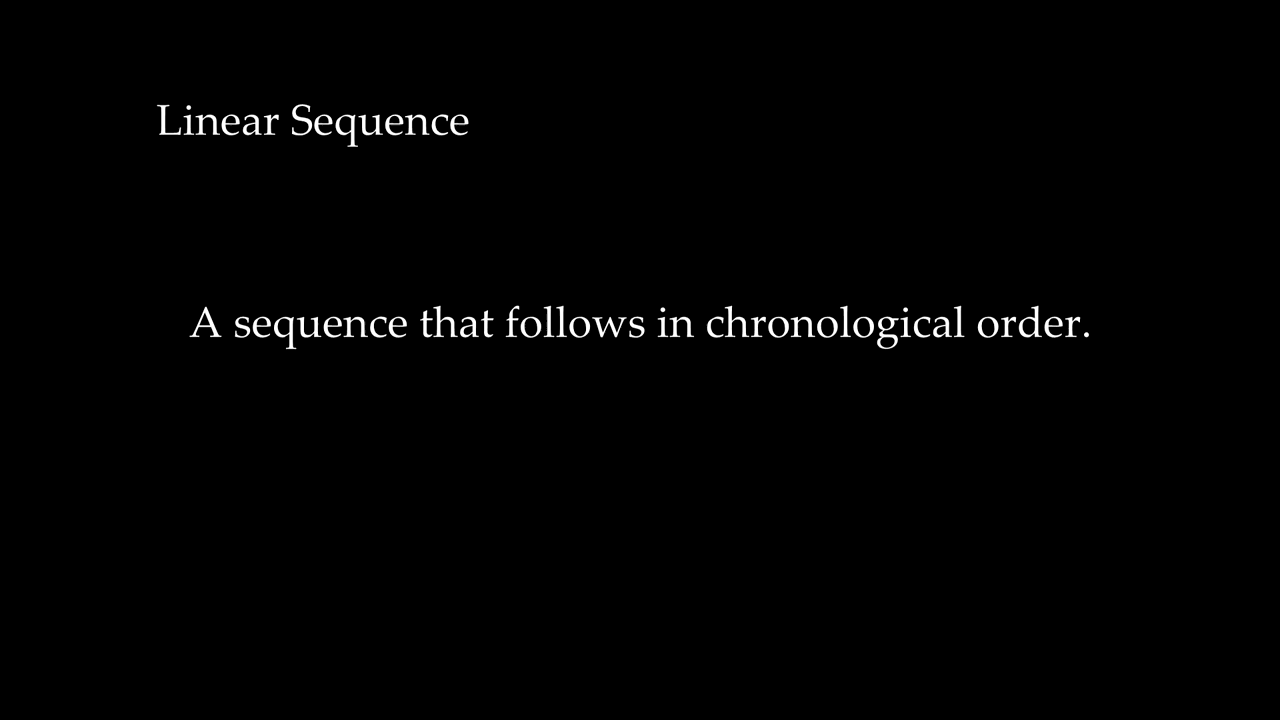 Linear Sequence
A sequence that follows in chronological order.